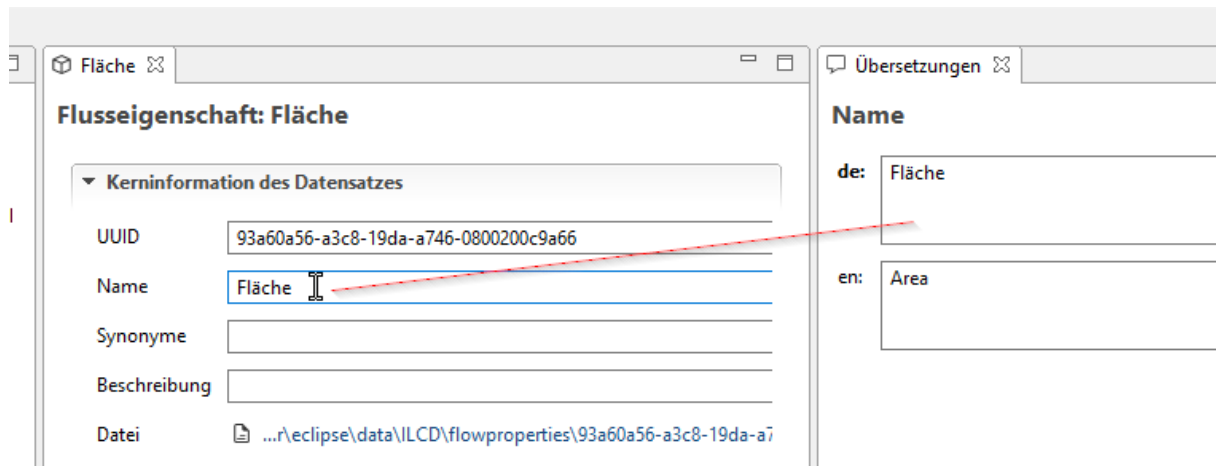 Fläche
Flusseigenschaft: Fläche
Kerninformation des Datensatzes
UUID 93a60a56-a3c8-19da-a746-0800200c9a66
Name Fläche
Synonyme
Beschreibung
Datei ...r\eclipse\data\ILCD\flowproperties\93a60a56-a3c8-19da-a7
Übersetzungen
Name
de: Fläche
en: Area